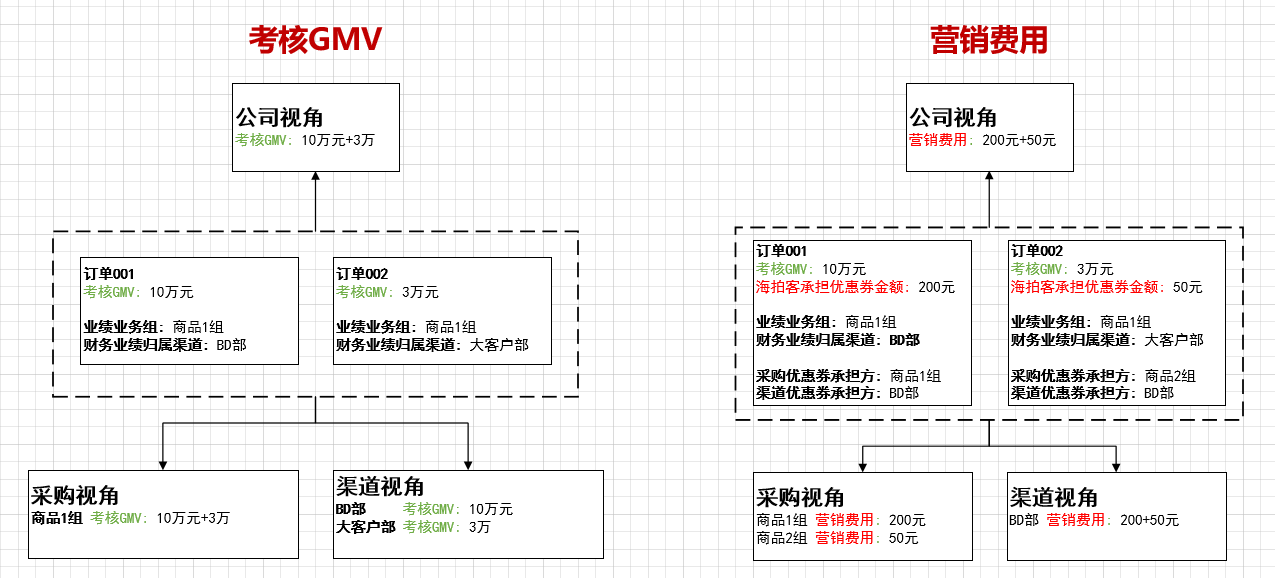 考核GMV
公司视角
考核GMV：10万元+3万
订单001
考核GMV：10万元
业绩业务组：商品1组
财务业绩归属渠道：BD部
订单002
考核GMV：3万元
业绩业务组：商品1组
财务业绩归属渠道：大客户部
采购视角
商品1组 考核GMV：10万元+3万
渠道视角
BD部 考核GMV：10万元
大客户部 考核GMV：3万
营销费用
公司视角
营销费用：200元+50元
订单001
考核GMV：10万元
海拍客承担优惠券金额：200元
业绩业务组：商品1组
财务业绩归属渠道：BD部
采购优惠券承担方：商品1组
渠道优惠券承担方：BD部
订单002
考核GMV：3万元
海拍客承担优惠券金额：50元
业绩业务组：商品1组
财务业绩归属渠道：大客户部
采购优惠券承担方：商品2组
渠道优惠券承担方：BD部
采购视角
商品1组 营销费用：200元
商品2组 营销费用：50元
渠道视角
BD部 营销费用：200+50元